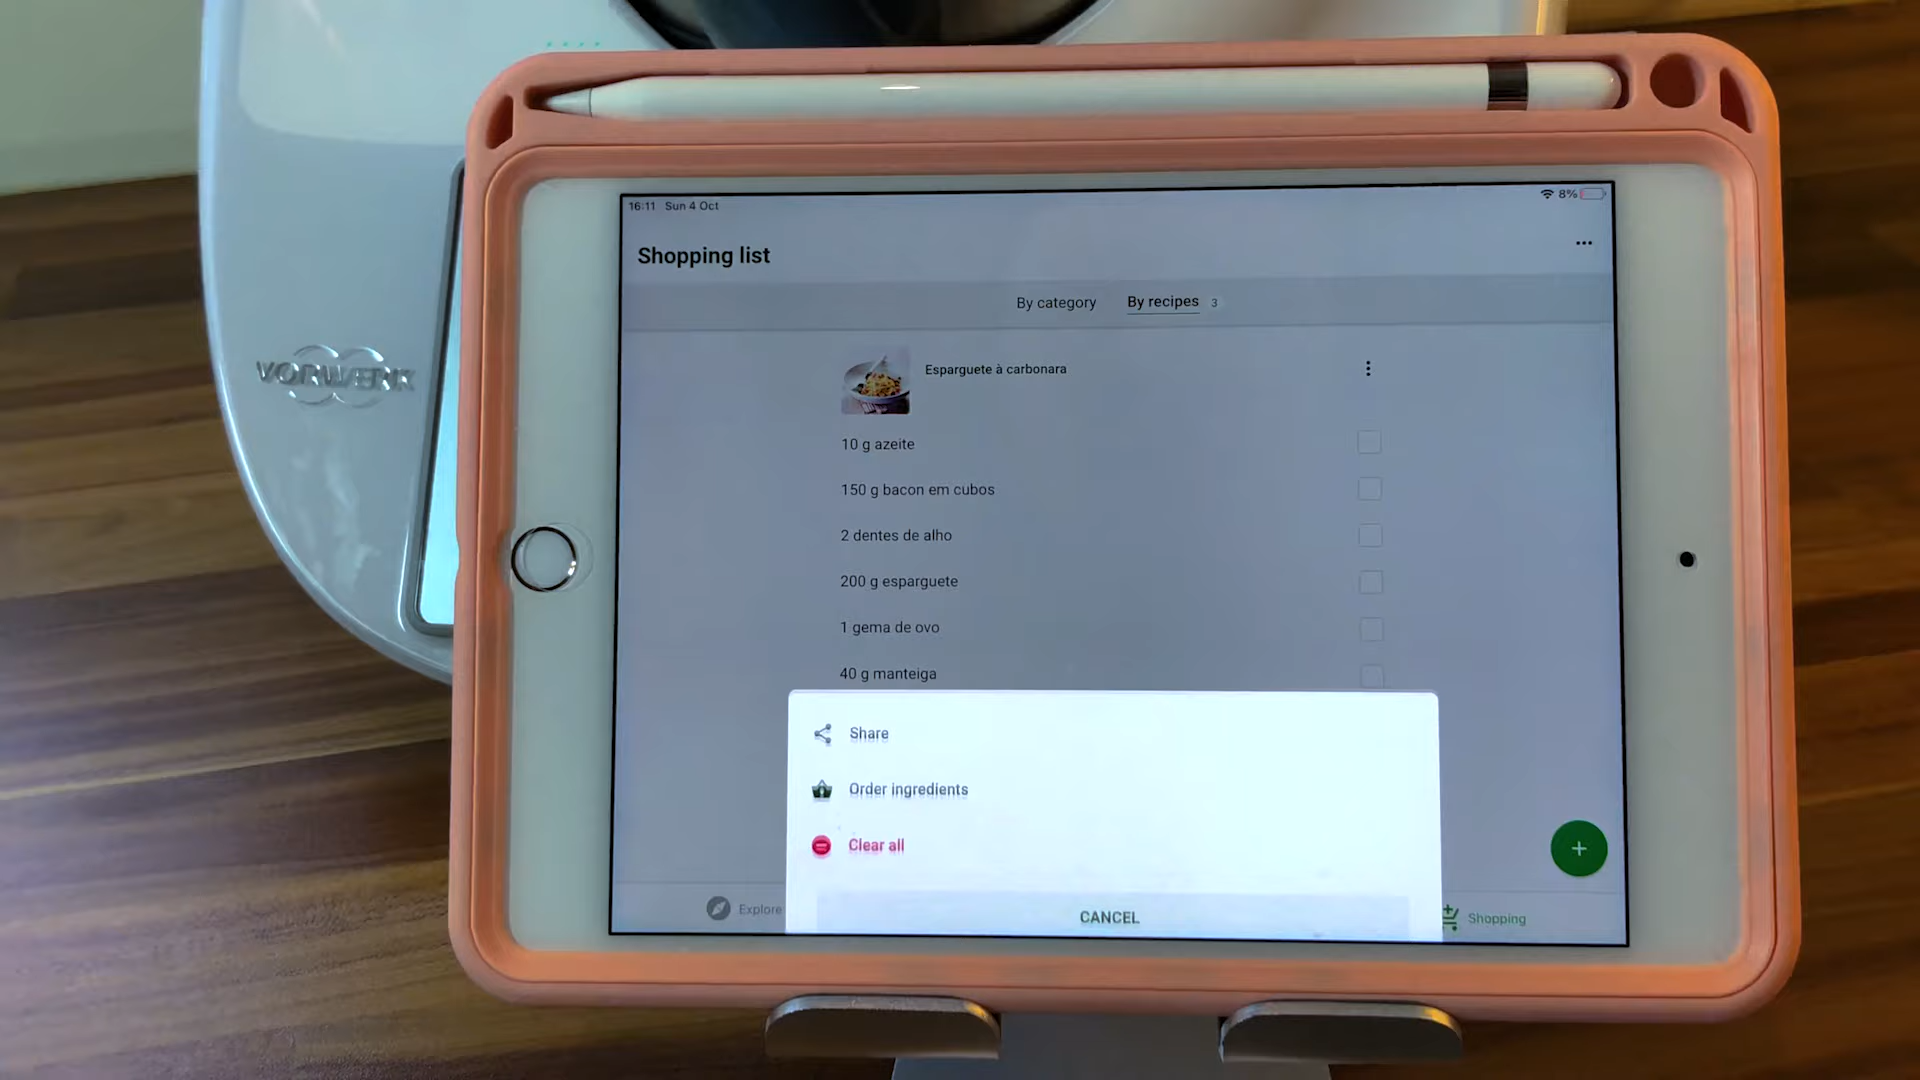 VORWERK
16:11 Sun 4 Oct
8%
Shopping list
By category By recipes 3
Esparguete à carbonara
10 g azeite
150 g bacon em cubos
2 dentes de alho
200 g esparguete
1 gema de ovo
40 g manteiga
Share
Order ingredients
Clear all
CANCEL
Explore
Shopping